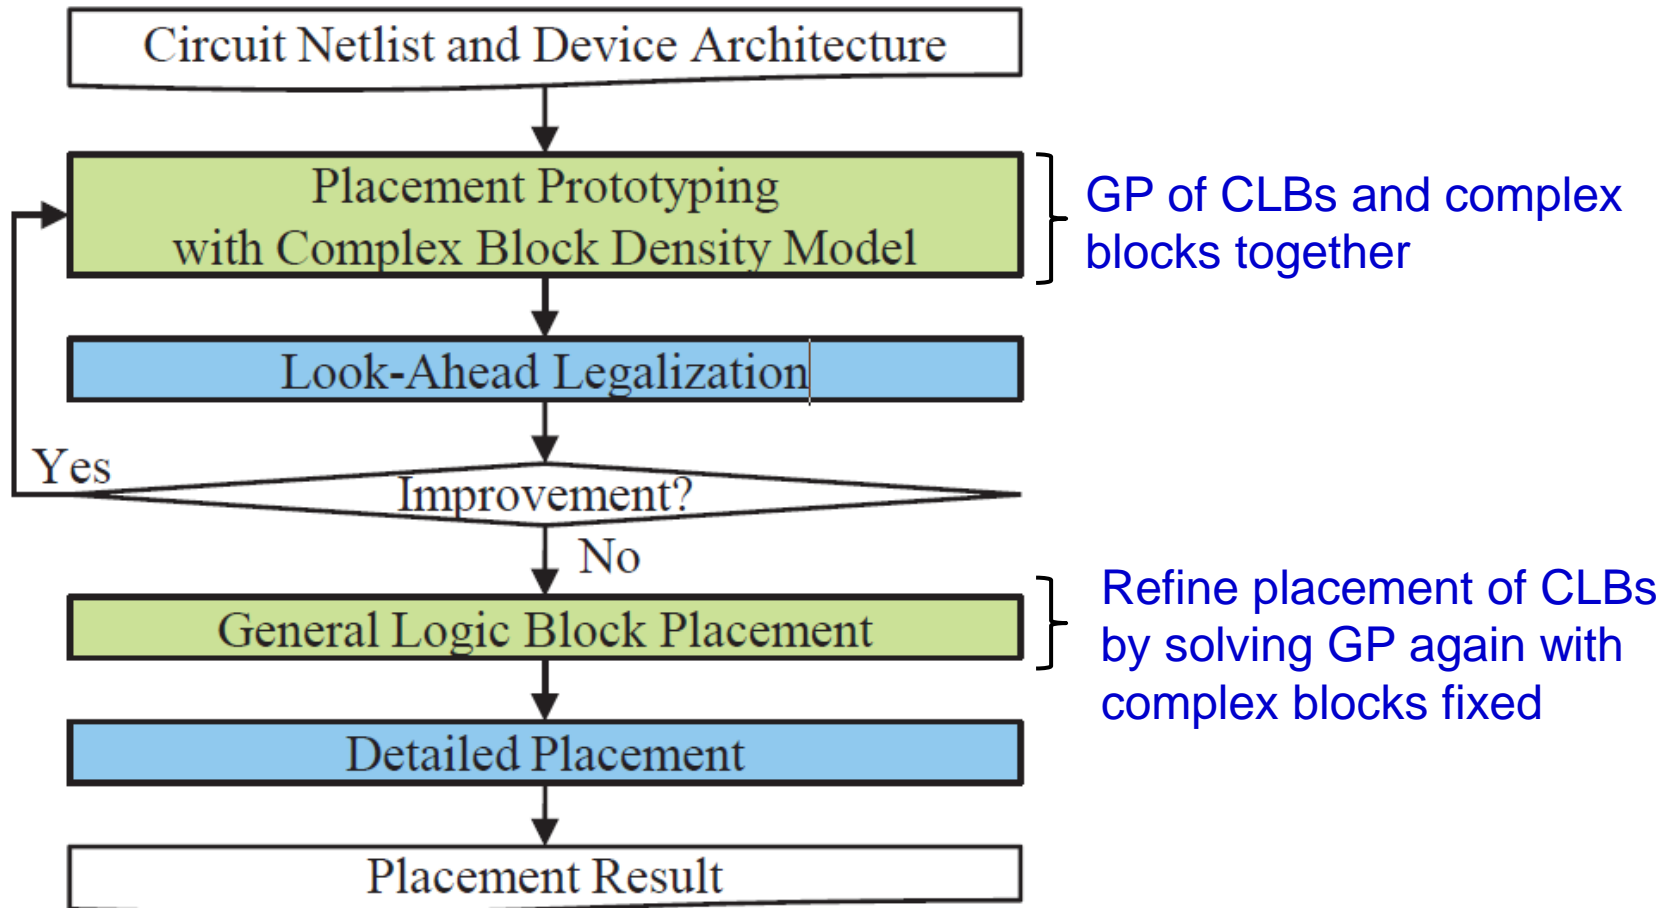 Circuit Netlist and Device Architecture
Placement Prototyping
with Complex Block Density Model
GP of CLBs and complex
blocks together
Look-Ahead Legalization
Yes
Improvement?
No
General Logic Block Placement
Refine placement of CLBs
by solving GP again with
complex blocks fixed
Detailed Placement
Placement Result